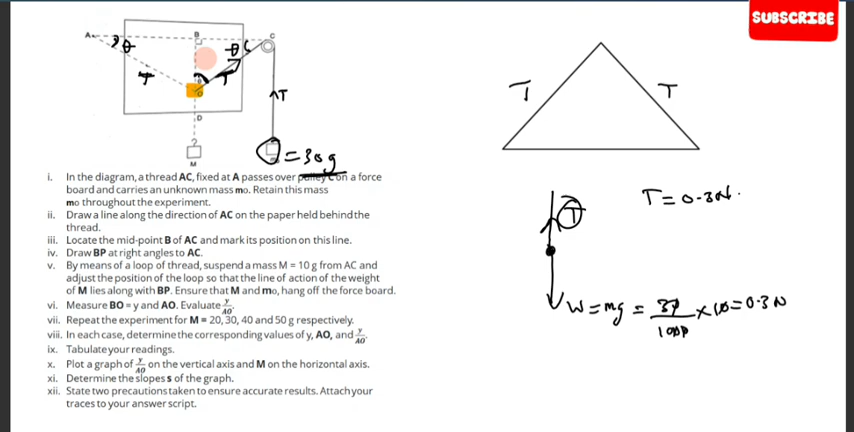 SUBSCRIBE
A
B
C
θ
θ
T
T
T
O
D
M
= 30g
i. In the diagram, a thread AC, fixed at A passes over pulley C on a force
board and carries an unknown mass mo. Retain this mass
mo throughout the experiment.
ii. Draw a line along the direction of AC on the paper held behind the
thread.
iii. Locate the mid-point B of AC and mark its position on this line.
iv. Draw BP at right angles to AC.
v. By means of a loop of thread, suspend a mass M = 10 g from AC and
adjust the position of the loop so that the line of action of the weight
of M lies along with BP. Ensure that M and mo, hang off the force board.
vi. Measure BO = y and AO. Evaluate y/AO.
vii. Repeat the experiment for M = 20, 30, 40 and 50 g respectively.
viii. In each case, determine the corresponding values of y, AO, and y/AO.
ix. Tabulate your readings.
x. Plot a graph of y/AO on the vertical axis and M on the horizontal axis.
xi. Determine the slopes s of the graph.
xii. State two precautions taken to ensure accurate results. Attach your
traces to your answer script.
T
T
T
T = 0.3N.
W = mg = 30/1000 × 10 = 0.3N